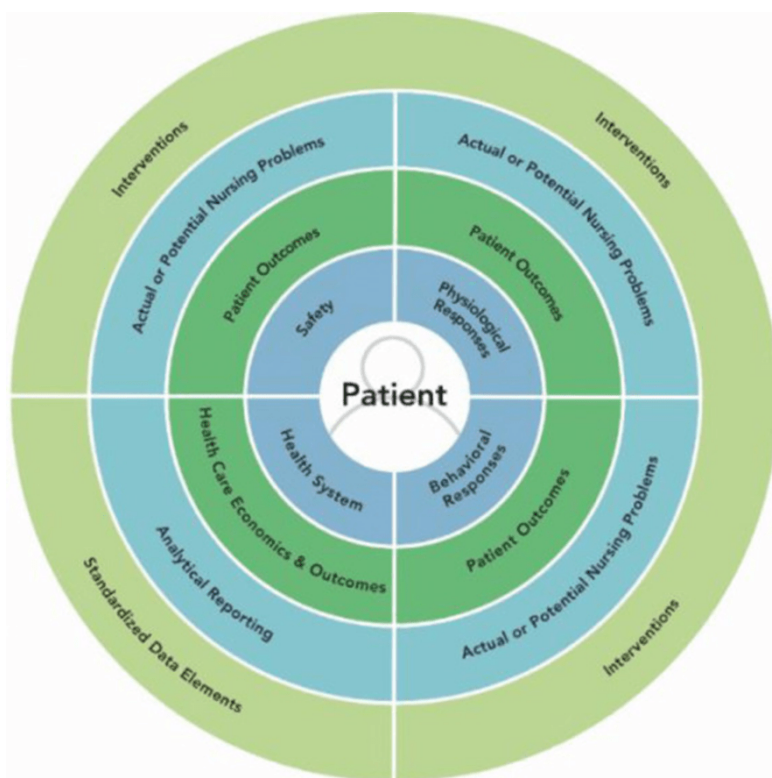 Interventions
Interventions
Actual or Potential Nursing Problems
Actual or Potential Nursing Problems
Patient Outcomes
Patient Outcomes
Safety
Physiological
Responses
Patient
Health System
Behavioral
Responses
Health Care Economics & Outcomes
Patient Outcomes
Analytical Reporting
Actual or Potential Nursing Problems
Standardized Data Elements
Interventions